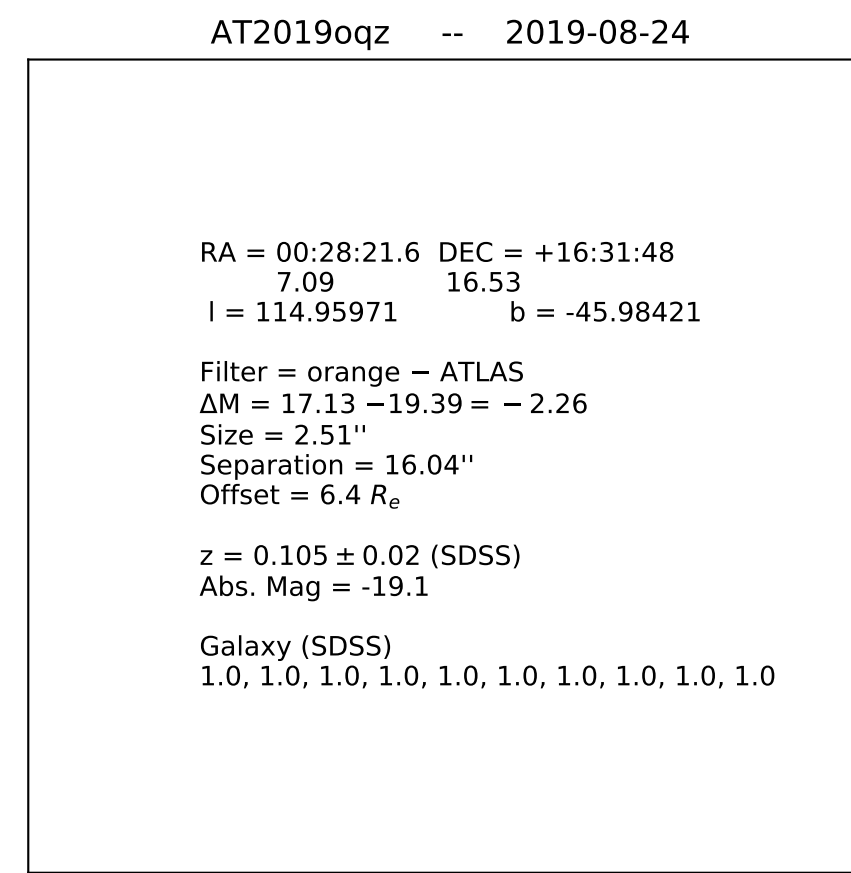 AT2019oqz -- 2019-08-24
RA = 00:28:21.6 DEC = +16:31:48
7.09 16.53
l = 114.95971 b = -45.98421
Filter = orange − ATLAS
ΔM = 17.13 −19.39 = − 2.26
Size = 2.51''
Separation = 16.04''
Offset = 6.4 Rₑ
z = 0.105 ± 0.02 (SDSS)
Abs. Mag = -19.1
Galaxy (SDSS)
1.0, 1.0, 1.0, 1.0, 1.0, 1.0, 1.0, 1.0, 1.0, 1.0